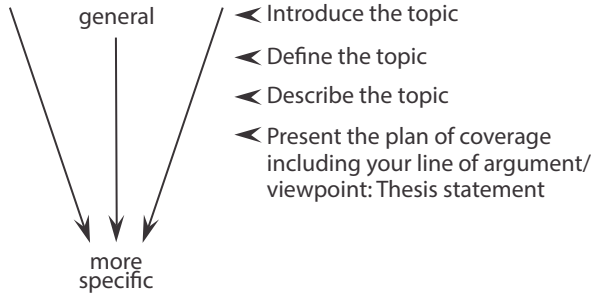 general
Introduce the topic
Define the topic
Describe the topic
Present the plan of coverage
including your line of argument/
viewpoint: Thesis statement
more
specific